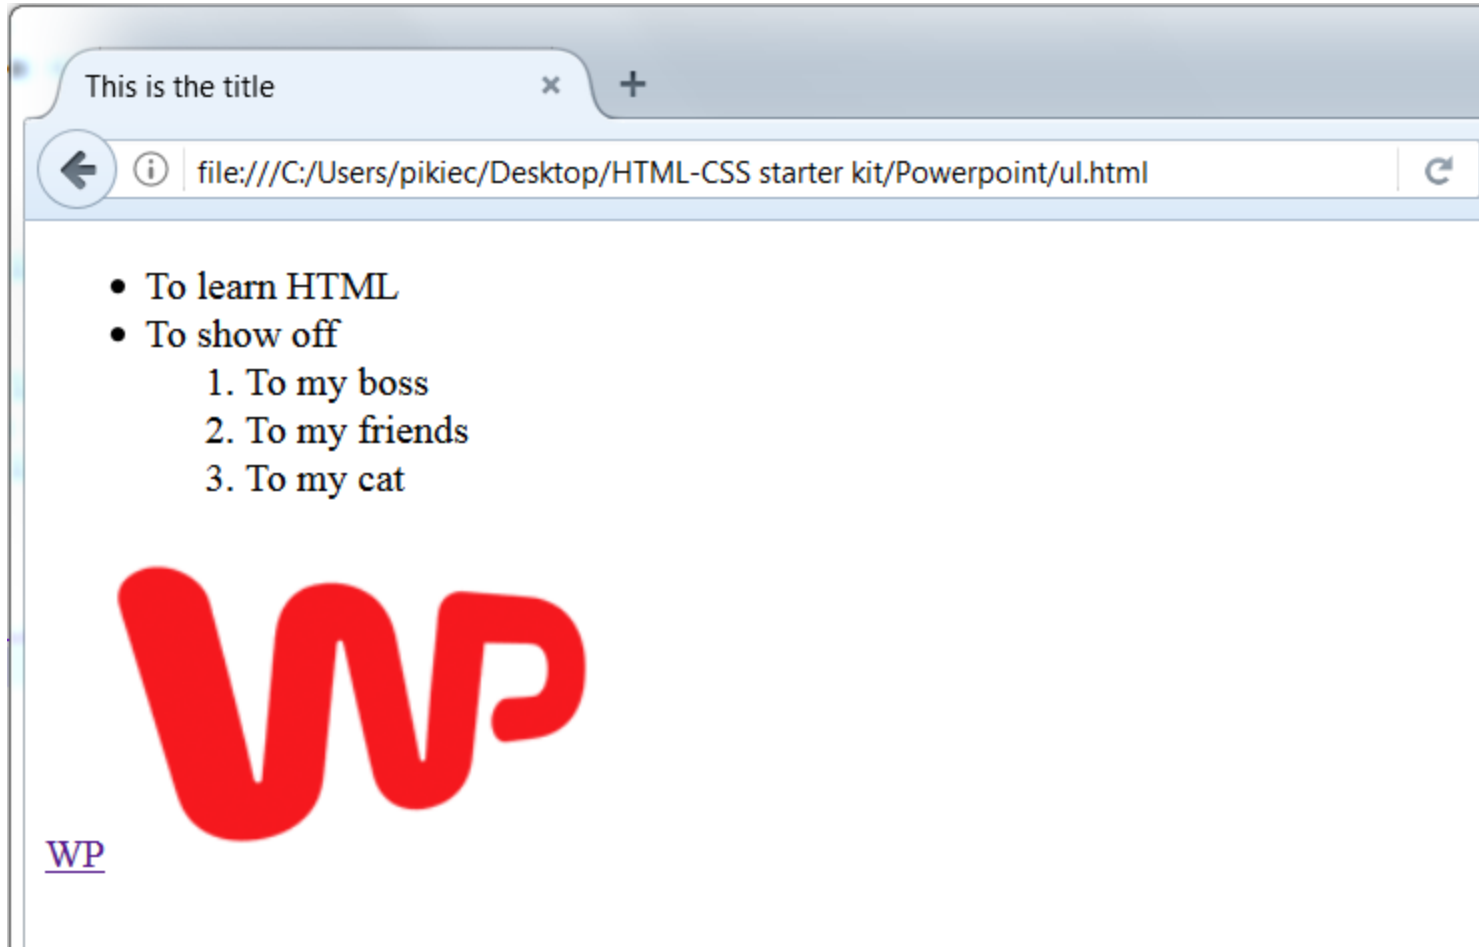 This is the title
file:///C:/Users/pikiec/Desktop/HTML-CSS starter kit/Powerpoint/ul.html
• To learn HTML
• To show off
1. To my boss
2. To my friends
3. To my cat
WP
WP